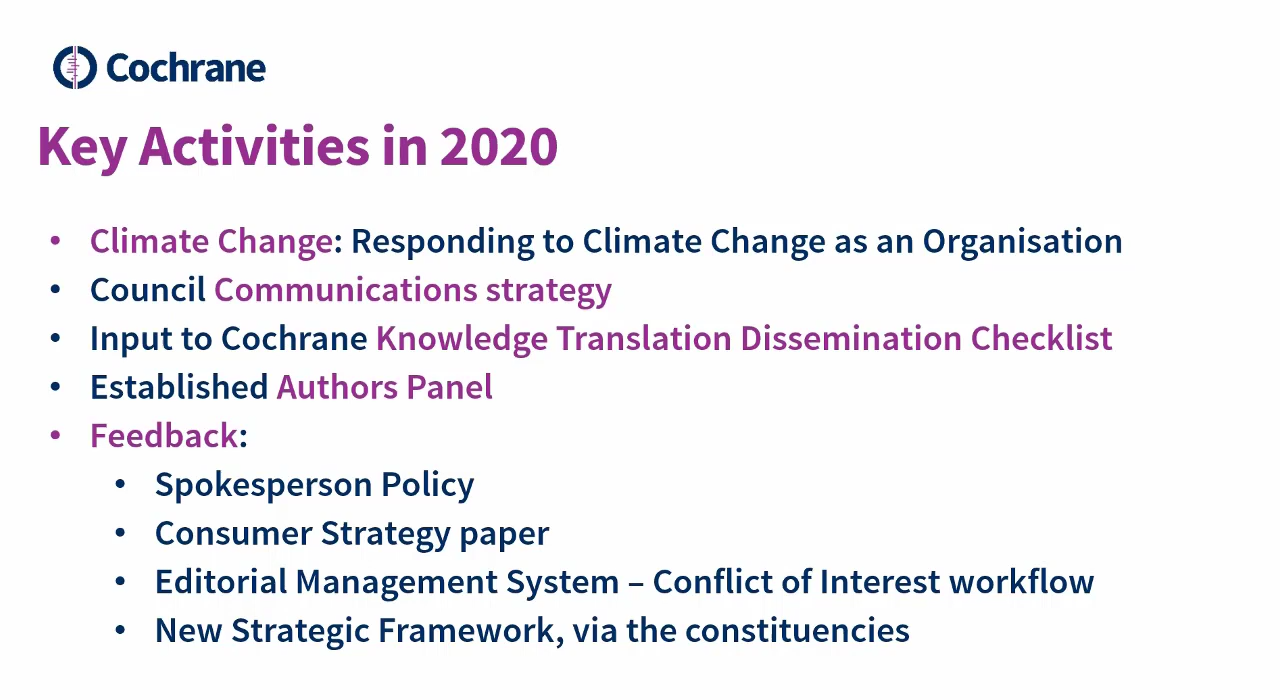 Cochrane
Key Activities in 2020
• Climate Change: Responding to Climate Change as an Organisation
• Council Communications strategy
• Input to Cochrane Knowledge Translation Dissemination Checklist
• Established Authors Panel
• Feedback:
• Spokesperson Policy
• Consumer Strategy paper
• Editorial Management System – Conflict of Interest workflow
• New Strategic Framework, via the constituencies